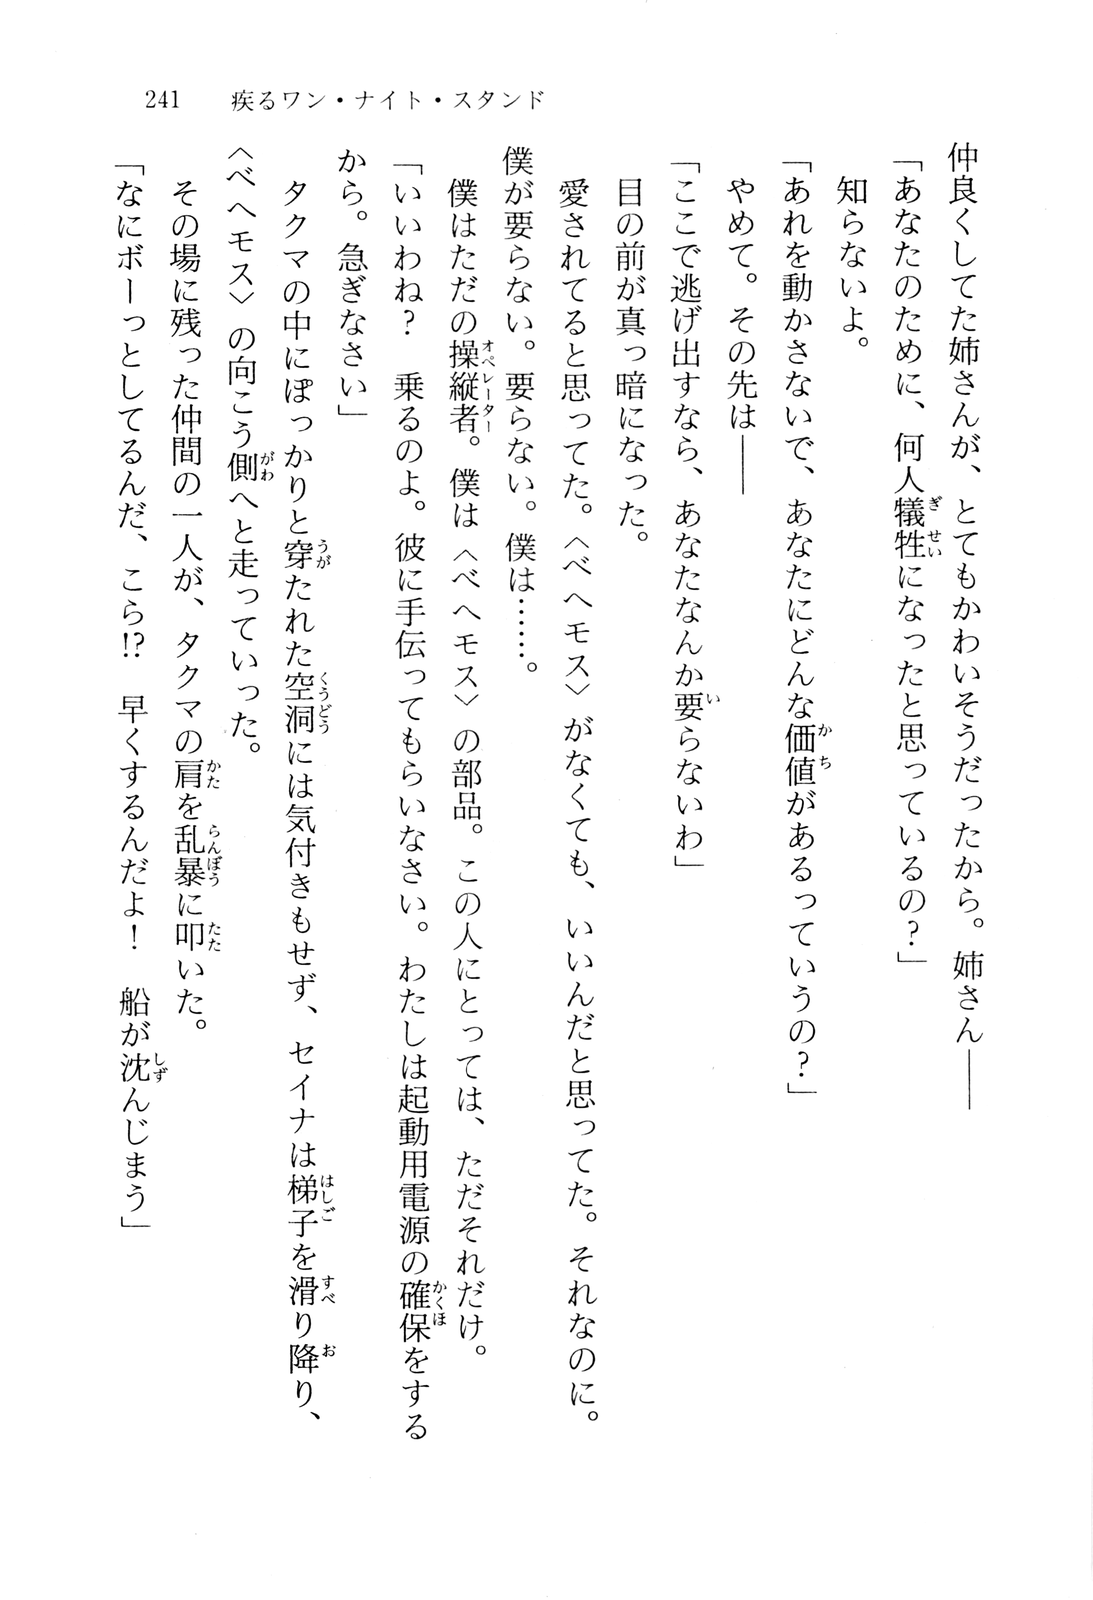 241　疾るワン・ナイト・スタンド
仲良くしてた姉さんが、とてもかわいそうだったから。姉さん――
「あなたのために、何人犠牲になったと思っているの？」
知らないよ。
「あれを動かさないで、あなたにどんな価値があるっていうの？」
やめて。その先は――
「ここで逃げ出すなら、あなたなんか要らないわ」
目の前が真っ暗になった。
愛されてると思ってた。〈ベヘモス〉がなくても、いいんだと思ってた。それなのに。
僕が要らない。要らない。僕は……。
僕はただの操縦者。僕は〈ベヘモス〉の部品。この人にとっては、ただそれだけ。
「いいわね？　乗るのよ。彼に手伝ってもらいなさい。わたしは起動用電源の確保をする
から。急ぎなさい」
タクマの中にぽっかりと穿たれた空洞には気付きもせず、セイナは梯子を滑り降り、
〈ベヘモス〉の向こう側へと走っていった。
その場に残った仲間の一人が、タクマの肩を乱暴に叩いた。
「なにボーっとしてるんだ、こら!?　早くするんだよ！　船が沈んじまう」